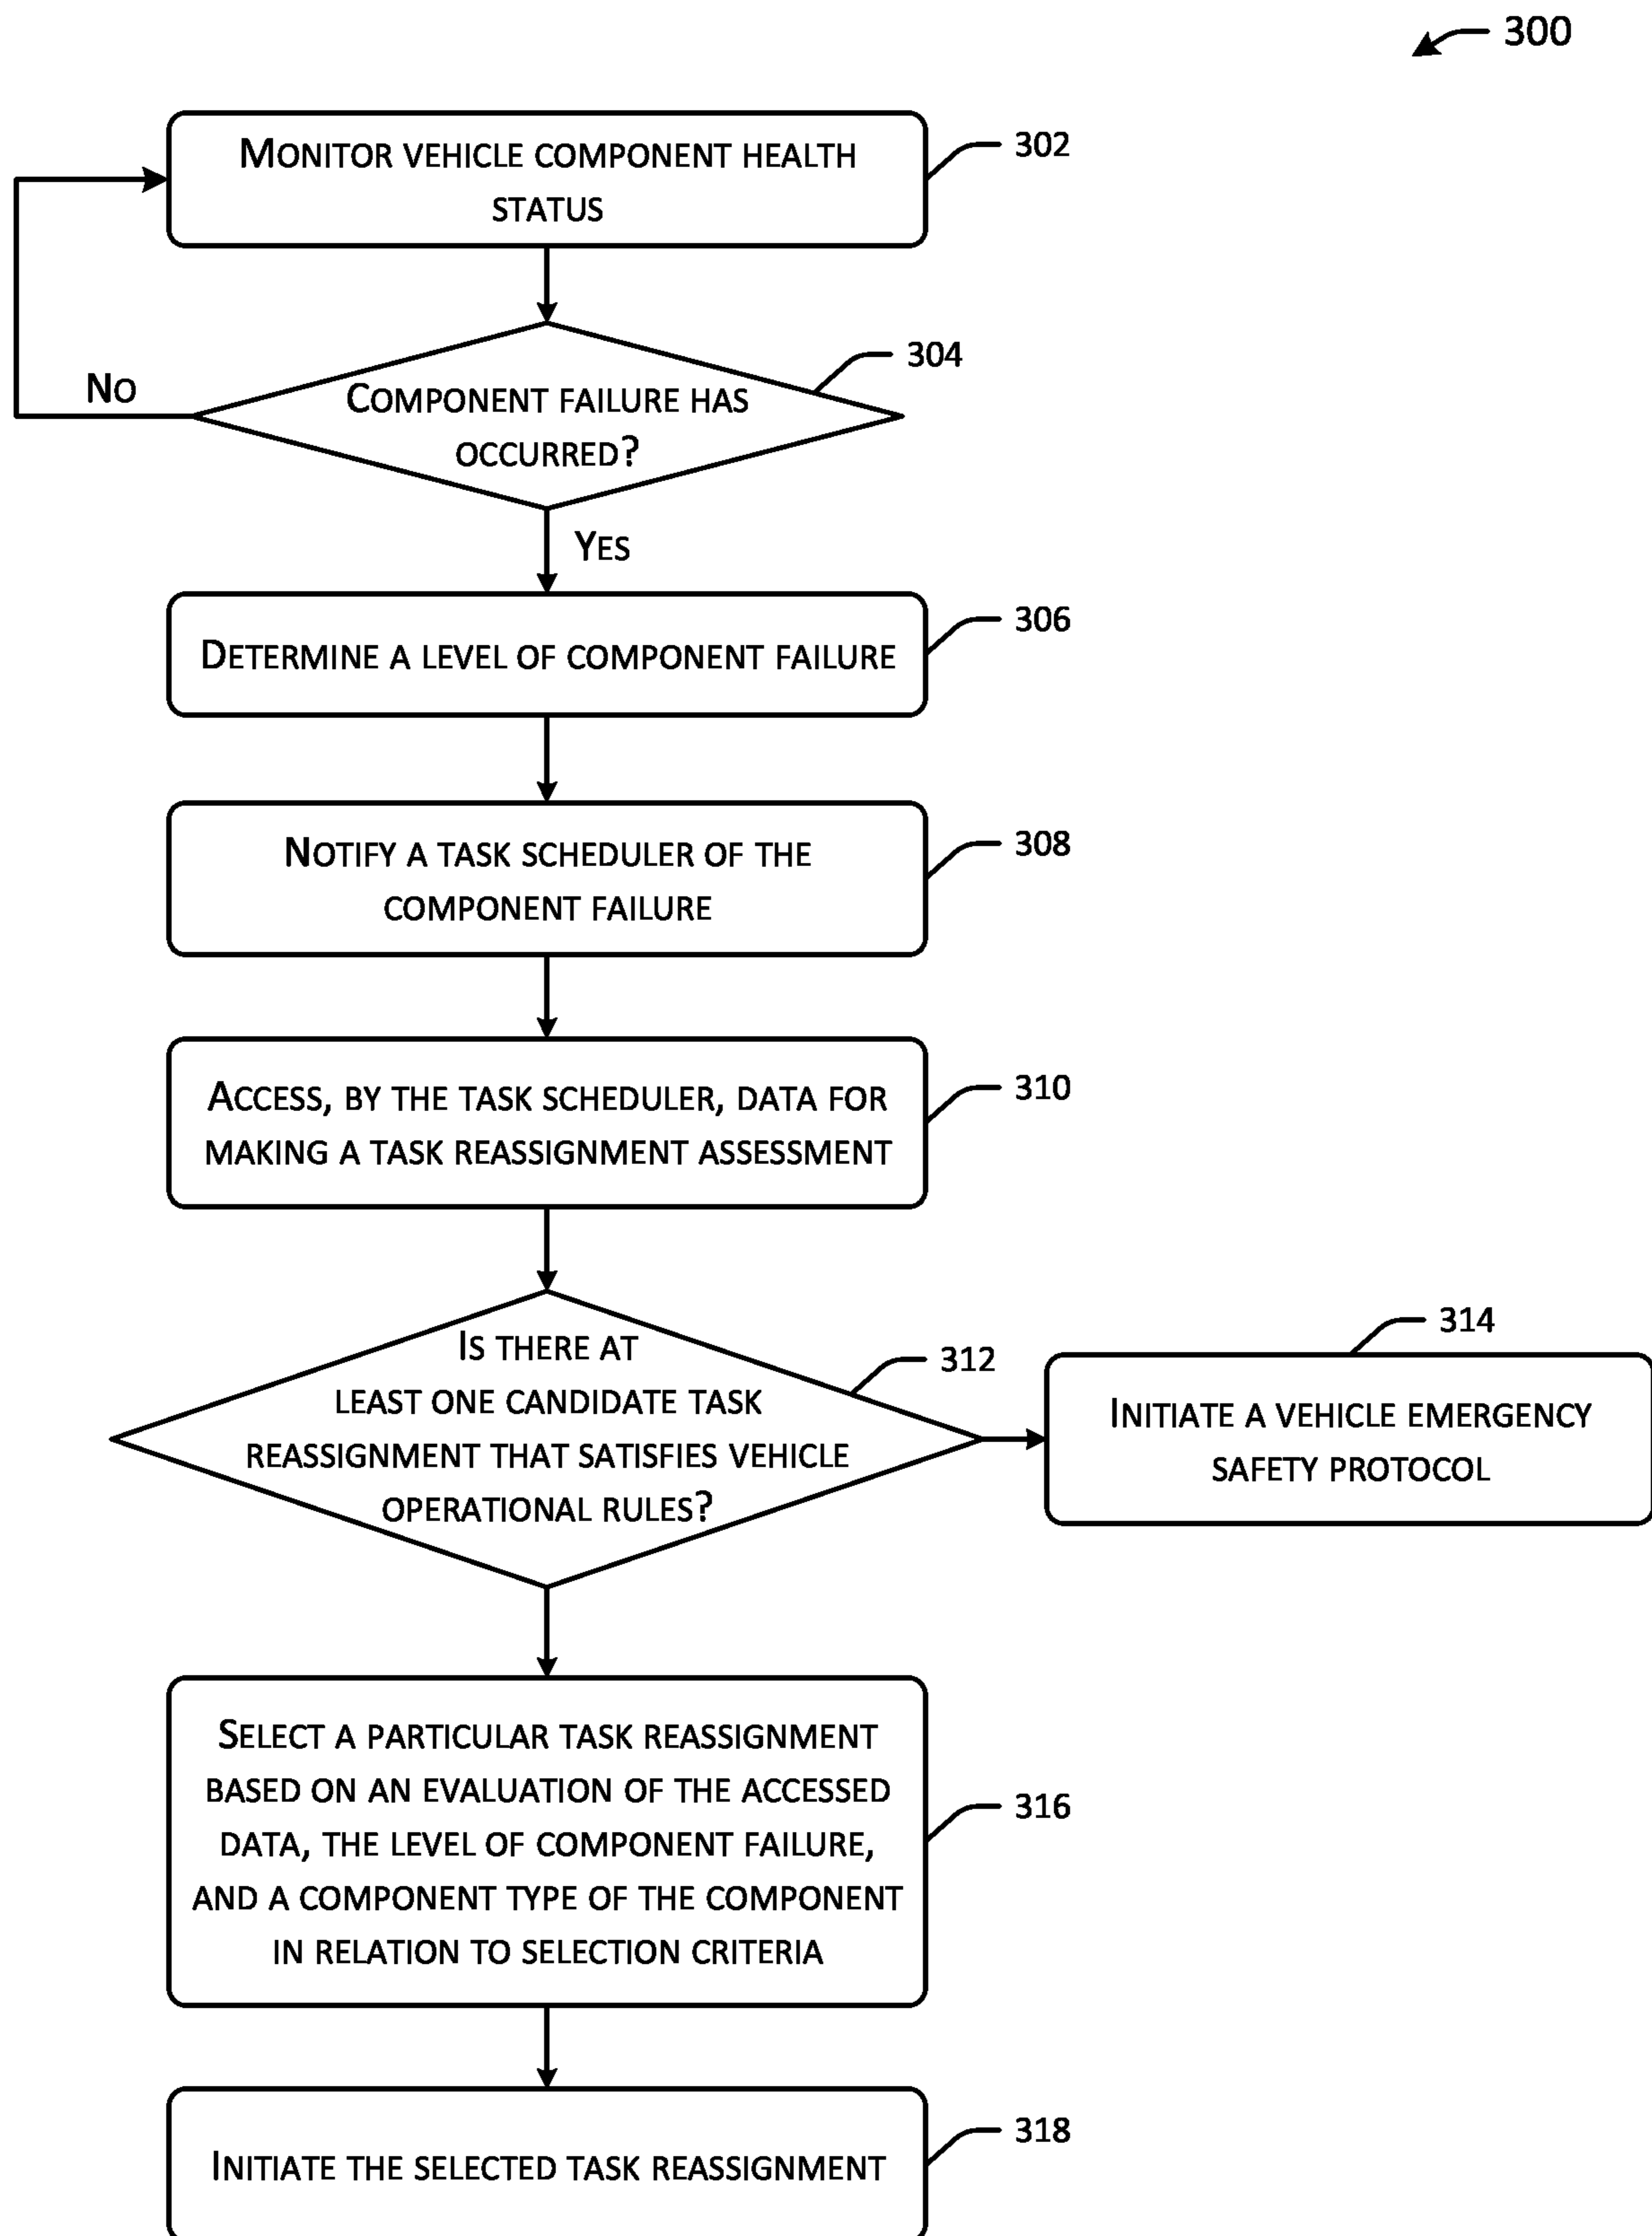 300
MONITOR VEHICLE COMPONENT HEALTH
STATUS
302
COMPONENT FAILURE HAS
OCCURRED?
304
NO
YES
DETERMINE A LEVEL OF COMPONENT FAILURE
306
NOTIFY A TASK SCHEDULER OF THE
COMPONENT FAILURE
308
ACCESS, BY THE TASK SCHEDULER, DATA FOR
MAKING A TASK REASSIGNMENT ASSESSMENT
310
IS THERE AT
LEAST ONE CANDIDATE TASK
REASSIGNMENT THAT SATISFIES VEHICLE
OPERATIONAL RULES?
312
INITIATE A VEHICLE EMERGENCY
SAFETY PROTOCOL
314
SELECT A PARTICULAR TASK REASSIGNMENT
BASED ON AN EVALUATION OF THE ACCESSED
DATA, THE LEVEL OF COMPONENT FAILURE,
AND A COMPONENT TYPE OF THE COMPONENT
IN RELATION TO SELECTION CRITERIA
316
INITIATE THE SELECTED TASK REASSIGNMENT
318